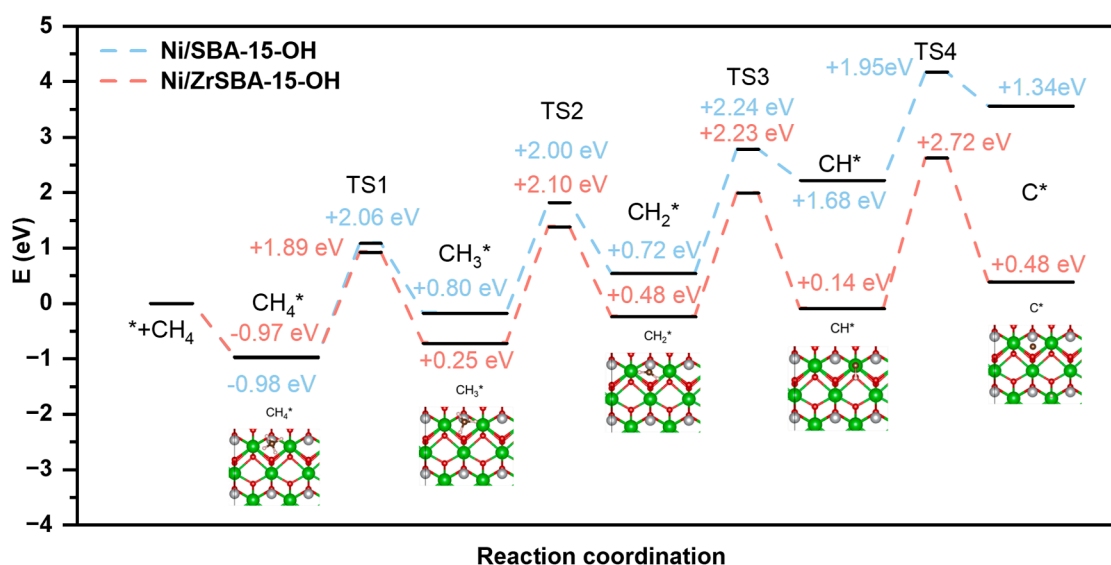 5
4
3
2
1
0
−1
−2
−3
−4
E (eV)
Ni/SBA-15-OH
Ni/ZrSBA-15-OH
*+CH4
CH4*
-0.97 eV
-0.98 eV
CH4*
TS1
+2.06 eV
+1.89 eV
CH3*
+0.80 eV
+0.25 eV
CH3*
TS2
+2.00 eV
+2.10 eV
CH2*
+0.72 eV
+0.48 eV
CH2*
TS3
+2.24 eV
+2.23 eV
CH*
+1.68 eV
+0.14 eV
CH*
TS4
+1.95eV
+2.72 eV
+1.34eV
C*
+0.48 eV
C*
Reaction coordination